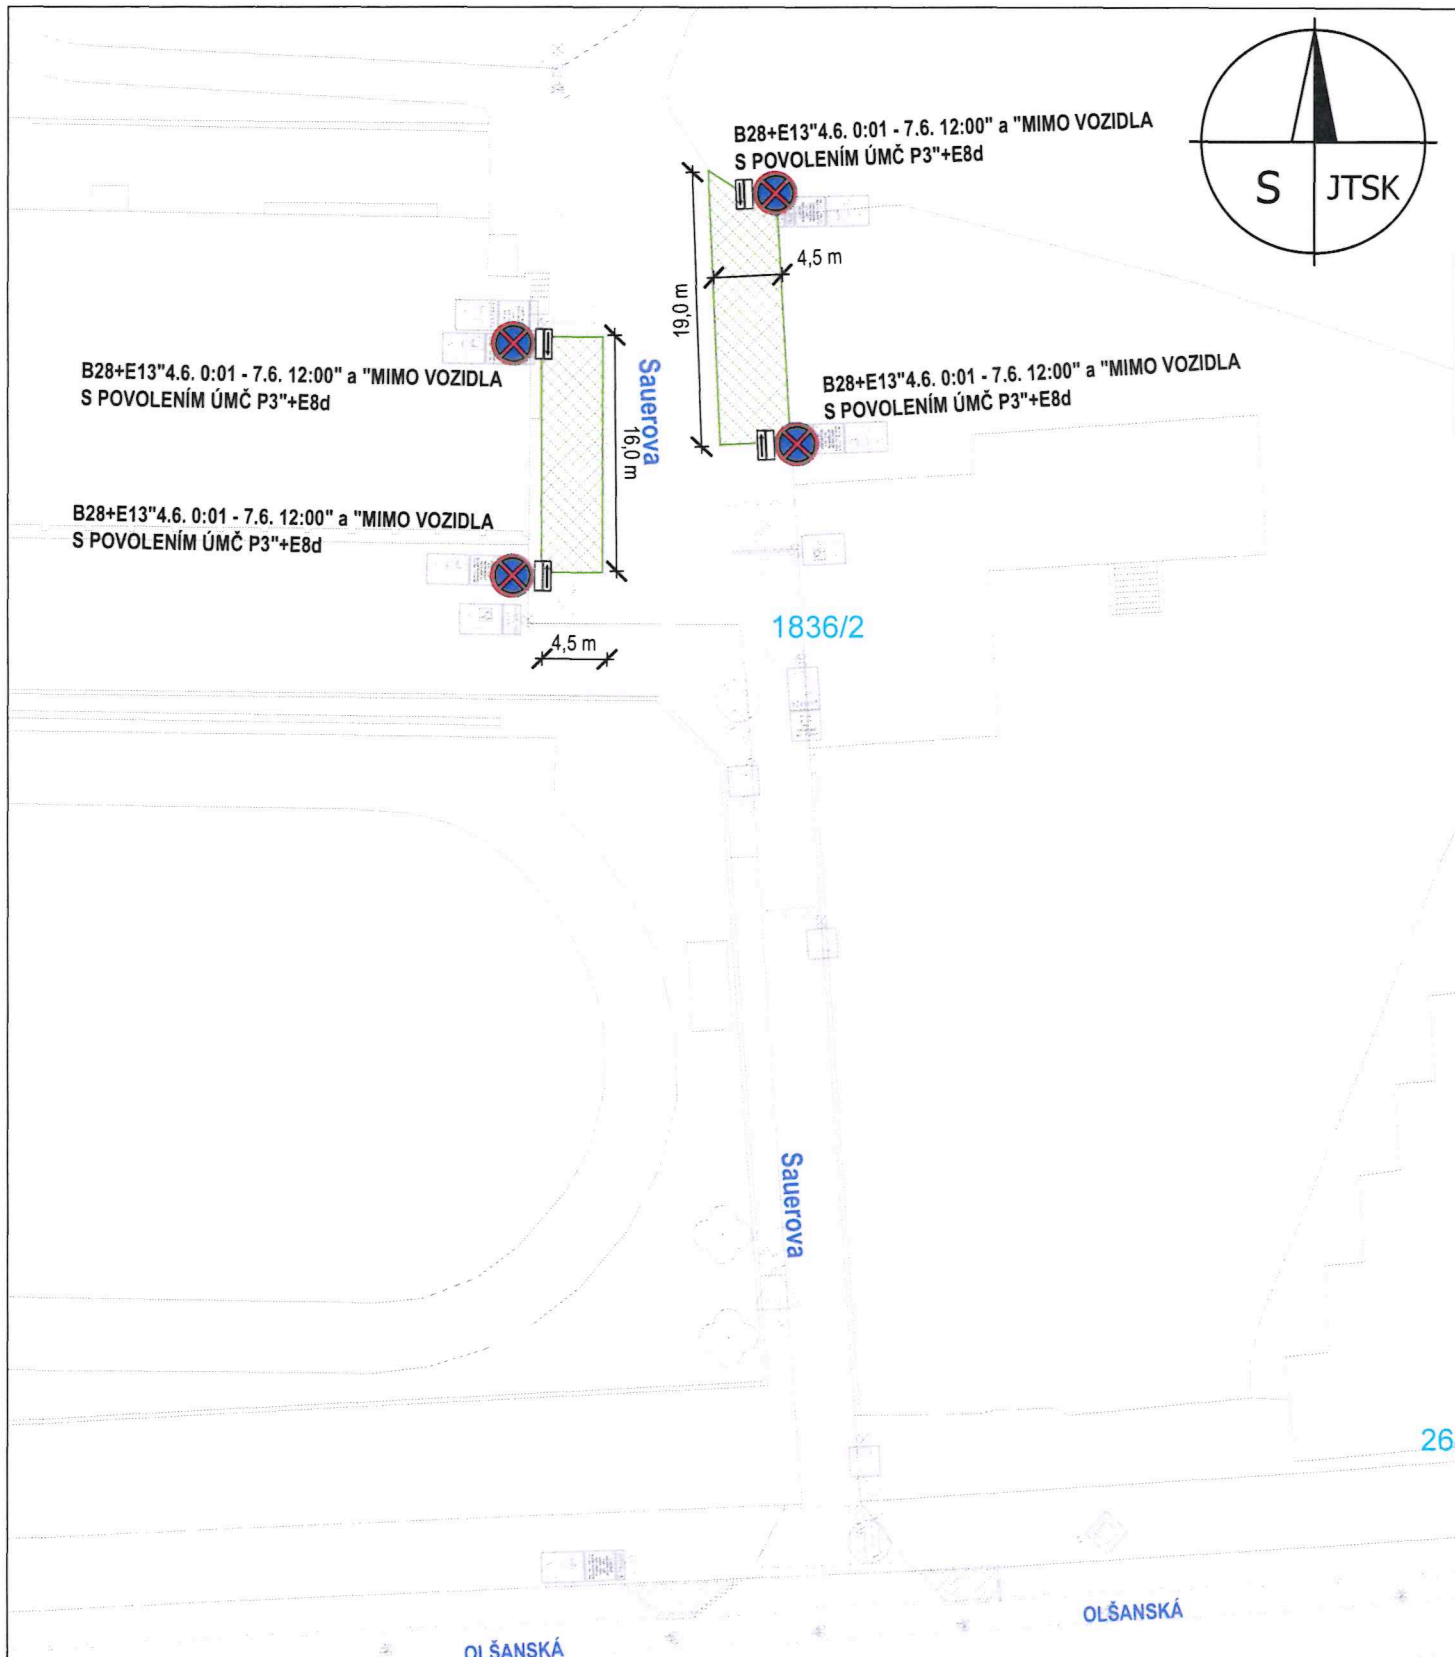 B28+E13"4.6. 0:01 - 7.6. 12:00" a "MIMO VOZIDLA
S POVOLENÍM ÚMČ P3"+E8d
S JTSK
4,5 m
19,0 m
B28+E13"4.6. 0:01 - 7.6. 12:00" a "MIMO VOZIDLA
S POVOLENÍM ÚMČ P3"+E8d
Sauerova
16,0 m
B28+E13"4.6. 0:01 - 7.6. 12:00" a "MIMO VOZIDLA
S POVOLENÍM ÚMČ P3"+E8d
B28+E13"4.6. 0:01 - 7.6. 12:00" a "MIMO VOZIDLA
S POVOLENÍM ÚMČ P3"+E8d
1836/2
4,5 m
Sauerova
26
OLŠANSKÁ
OLŠANSKÁ